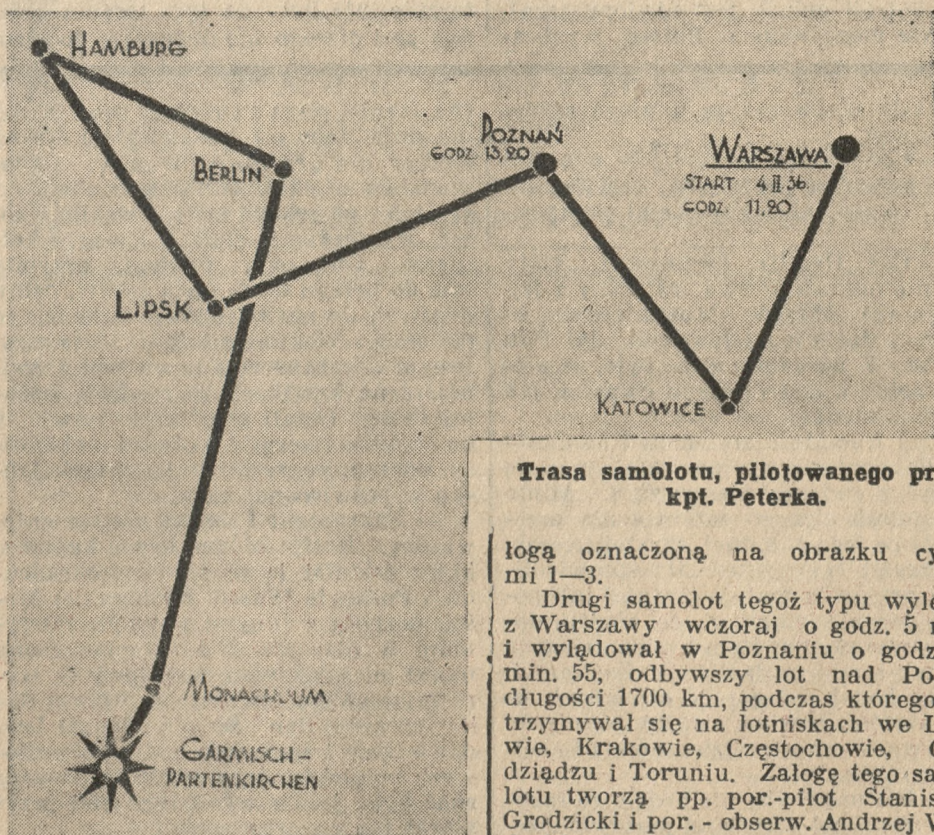 HAMBURG
POZNAŃ
GODZ. 13,20
WARSZAWA
START 4 II 36.
GODZ. 11,20
BERLIN
LIPSK
KATOWICE
MONACHJUM
GARMISCH-
PARTENKIRCHEN
Trasa samolotu, pilotowanego
kpt. Peterka.
łogą oznaczoną na obrazku
mi 1—3.
Drugi samolot tegoż typu
z Warszawy wczoraj o godz. 5
i wylądował w Poznaniu o
min. 55, odbywszy lot nad
długości 1700 km, podczas którego
trzymywał się na lotniskach we
wie, Krakowie, Częstochowie,
dziądzu i Toruniu. Załogę tego
lotu tworzą pp. por.-pilot
Grodzicki i por. - obserw. Andrzej